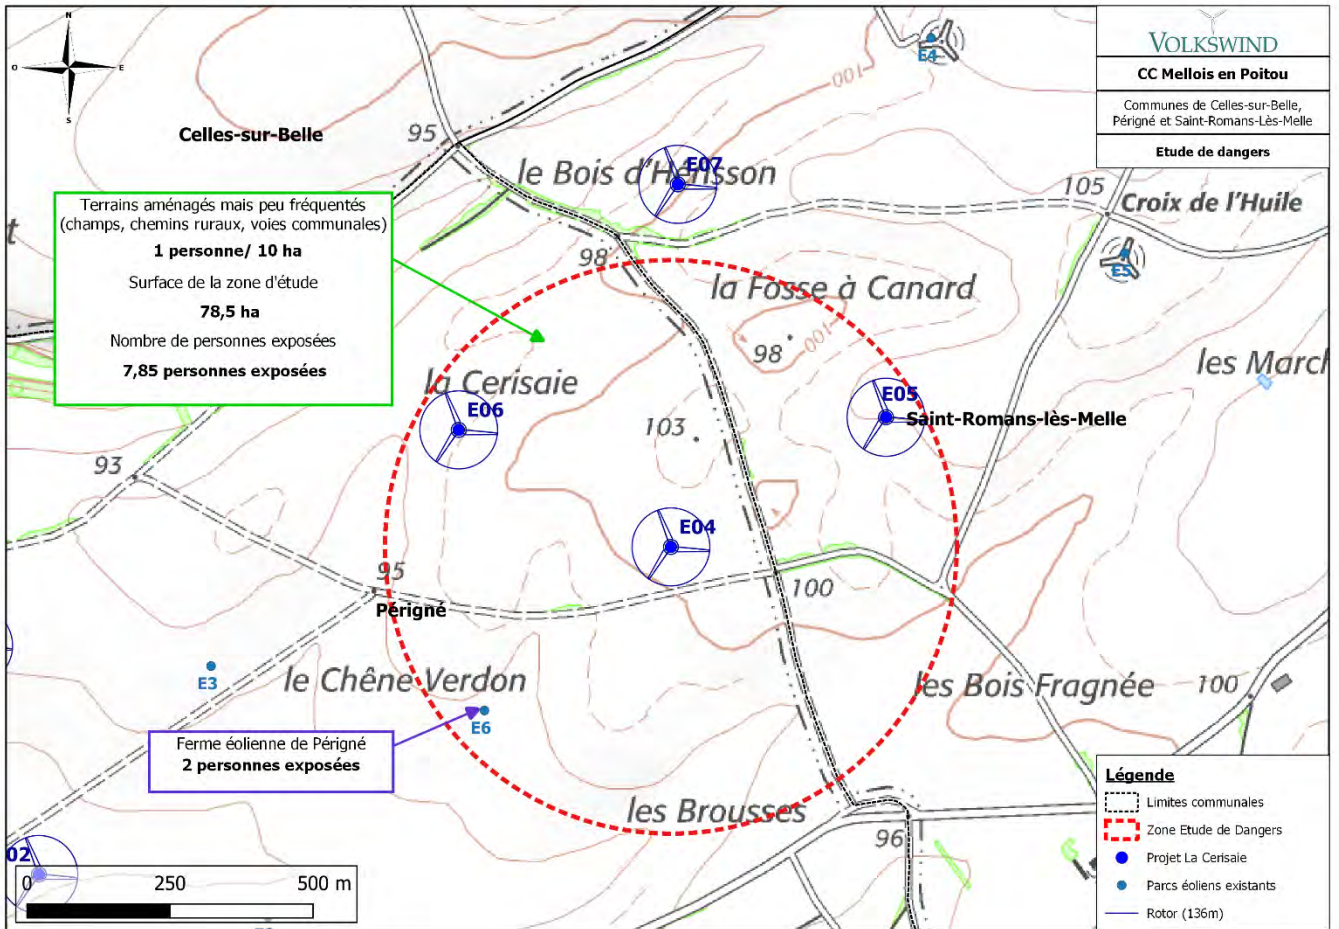 N
O
E
S
VOLKSWIND
CC Mellois en Poitou
Communes de Celles-sur-Belle,
Périgné et Saint-Romans-Lès-Melle
Etude de dangers
E4
Celles-sur-Belle
95
le Bois d'Hérisson
E07
001
105
Croix de l'Huile
E5
Terrains aménagés mais peu fréquentés
(champs, chemins ruraux, voies communales)
1 personne/ 10 ha
Surface de la zone d'étude
78,5 ha
Nombre de personnes exposées
7,85 personnes exposées
t
98
la Fosse à Canard
98
001
les March
la Cerisaie
E06
E05
Saint-Romans-lès-Melle
103
93
E04
95
Périgné
100
E3
le Chêne Verdon
E6
les Bois Fragnée
100
Ferme éolienne de Périgné
2 personnes exposées
les Brousses
96
02
0 250 500 m
Légende
Limites communales
Zone Etude de Dangers
Projet La Cerisaie
Parcs éoliens existants
Rotor (136m)